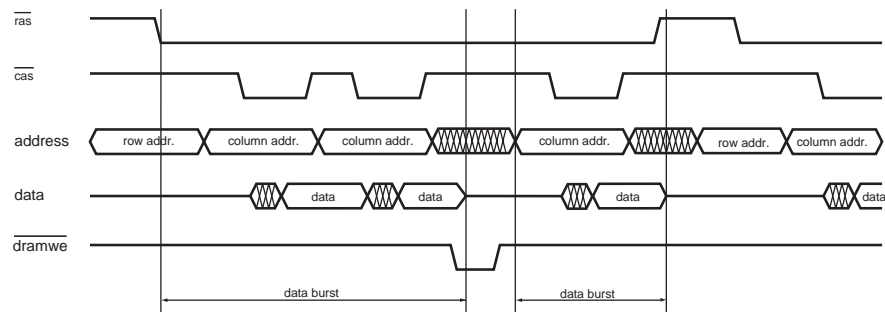 ras
cas
address row addr. column addr. column addr. column addr. row addr. column addr.
data data data data data
dramwe
data burst data burst